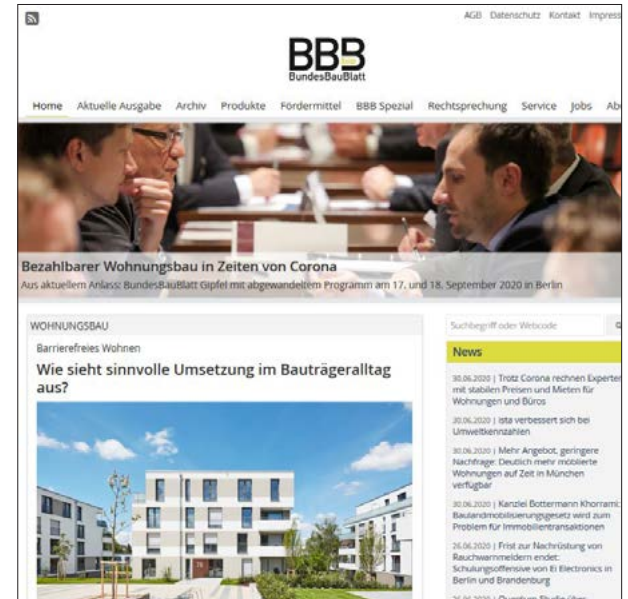 AGB Datenschutz Kontakt Impress
BBB
BundesBauBlatt
Home Aktuelle Ausgabe Archiv Produkte Fördermittel BBB Spezial Rechtsprechung Service Jobs Ab
Bezahlbarer Wohnungsbau in Zeiten von Corona
Aus aktuellem Anlass: BundesBauBlatt Gipfel mit abgewandeltem Programm am 17. und 18. September 2020 in Berlin
WOHNUNGSBAU
Barrierefreies Wohnen
Wie sieht sinnvolle Umsetzung im Bauträgeralltag
aus?
Suchbegriff oder Webcode
News
30.06.2020 | Trotz Corona rechnen Experten
mit stabilen Preisen und Mieten für
Wohnungen und Büros
30.06.2020 | ista verbessert sich bei
Umweltkennzahlen
30.06.2020 | Mehr Angebot, geringere
Nachfrage: Deutlich mehr möblierte
Wohnungen auf Zeit in München
verfügbar
30.06.2020 | Kanzlei Bottermann Khorrami:
Baulandmobilisierungsgesetz wird zum
Problem für Immobilientransaktionen
26.06.2020 | Frist zur Nachrüstung von
Rauchwarnmeldern endet:
Schulungsoffensive von Ei Electronics in
Berlin und Brandenburg